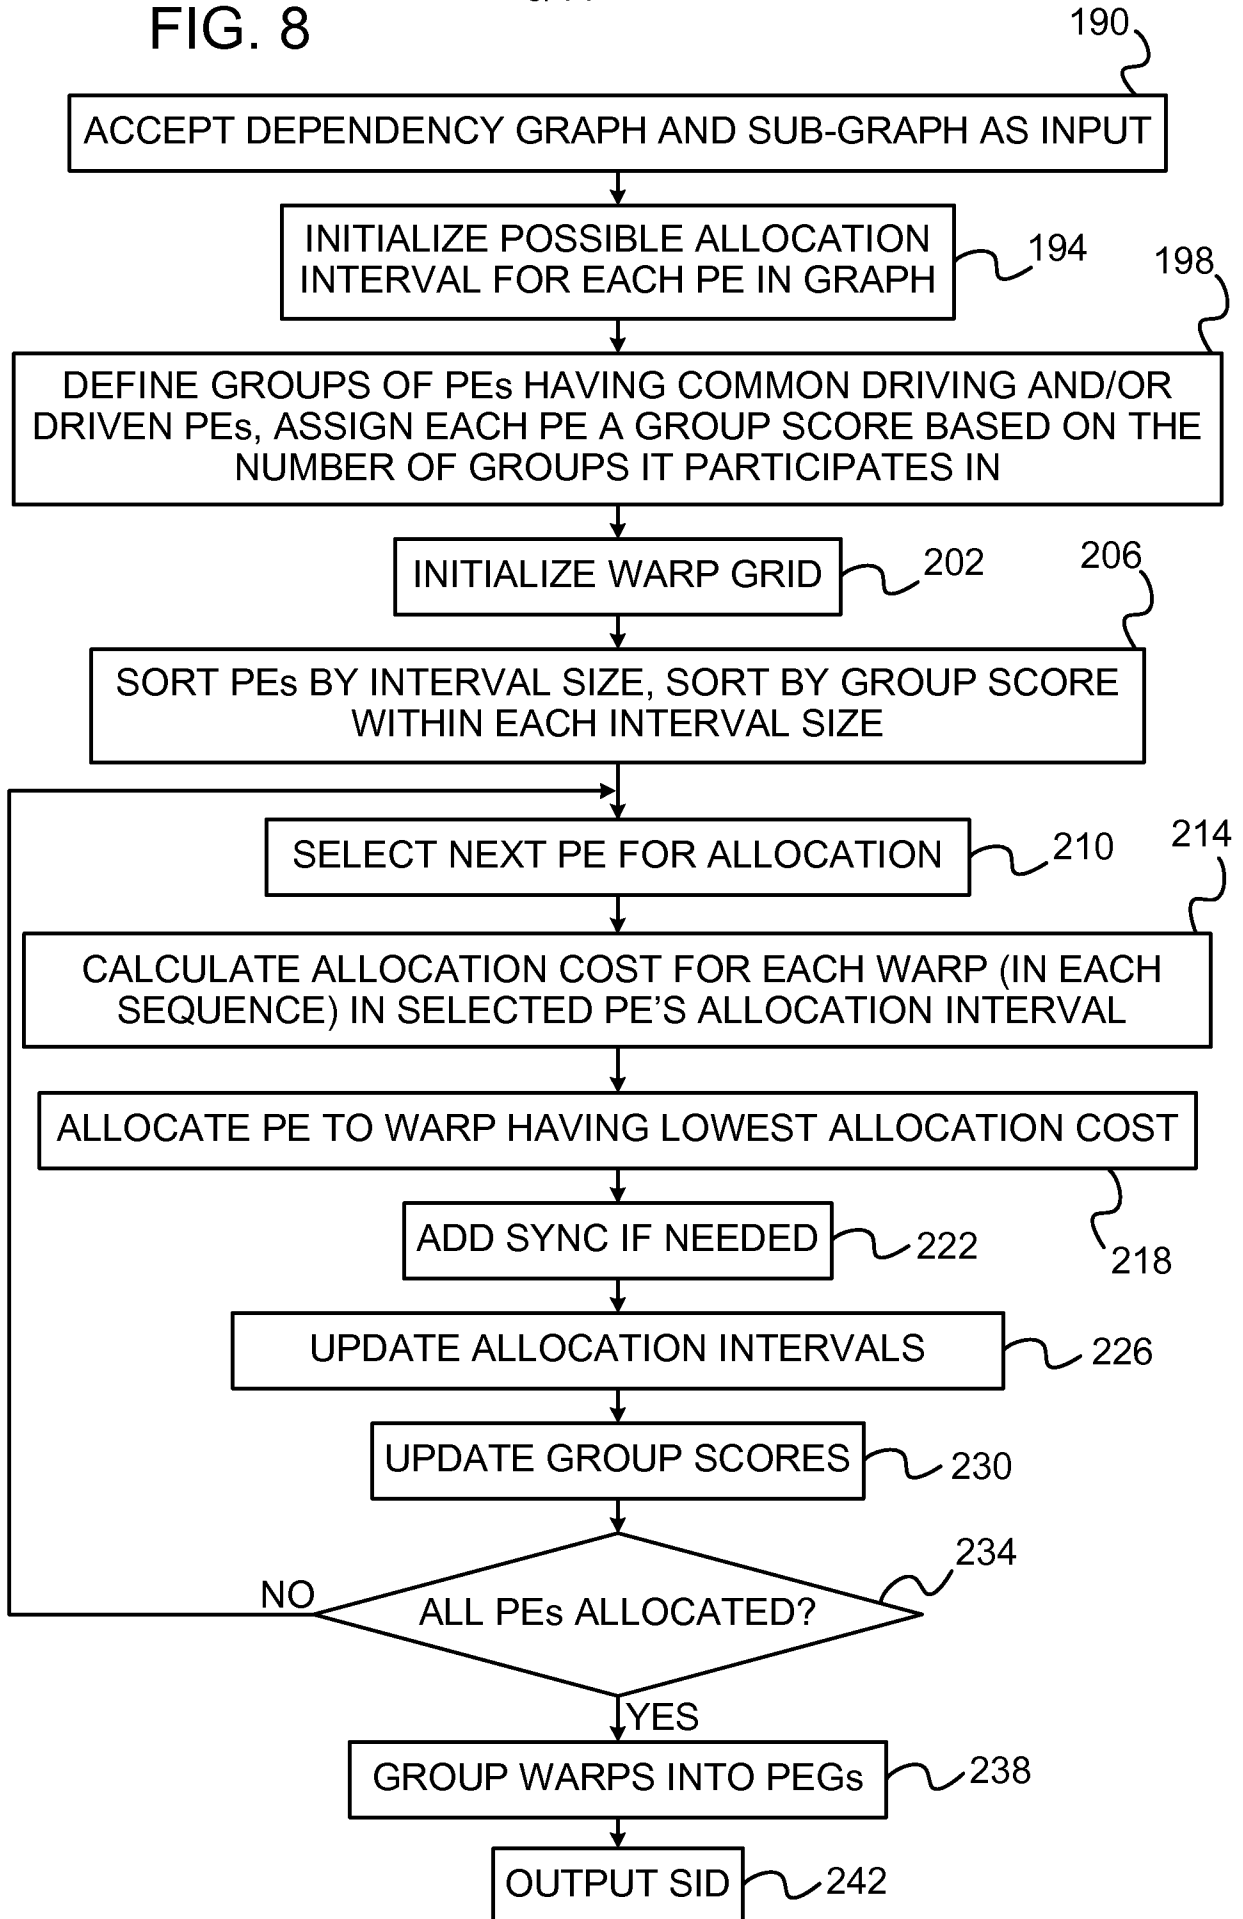 FIG. 8
190
ACCEPT DEPENDENCY GRAPH AND SUB-GRAPH AS INPUT
INITIALIZE POSSIBLE ALLOCATION
INTERVAL FOR EACH PE IN GRAPH
194
198
DEFINE GROUPS OF PEs HAVING COMMON DRIVING AND/OR
DRIVEN PEs, ASSIGN EACH PE A GROUP SCORE BASED ON THE
NUMBER OF GROUPS IT PARTICIPATES IN
INITIALIZE WARP GRID
202
206
SORT PEs BY INTERVAL SIZE, SORT BY GROUP SCORE
WITHIN EACH INTERVAL SIZE
SELECT NEXT PE FOR ALLOCATION
210
214
CALCULATE ALLOCATION COST FOR EACH WARP (IN EACH
SEQUENCE) IN SELECTED PE'S ALLOCATION INTERVAL
ALLOCATE PE TO WARP HAVING LOWEST ALLOCATION COST
218
ADD SYNC IF NEEDED
222
UPDATE ALLOCATION INTERVALS
226
UPDATE GROUP SCORES
230
234
NO
ALL PEs ALLOCATED?
YES
GROUP WARPS INTO PEGs
238
OUTPUT SID
242